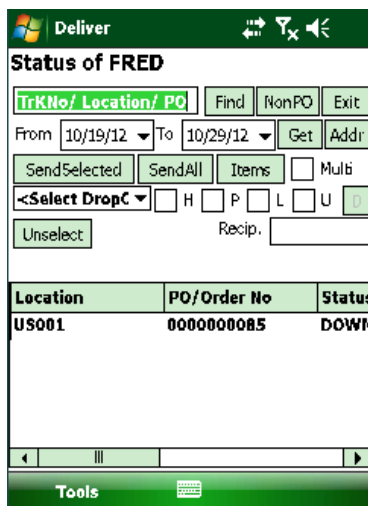 Deliver
Status of FRED
TrKNo/ Location/ PO Find NonPO Exit
From 10/19/12 To 10/29/12 Get Addr
SendSelected SendAll Items Multi
<Select DropC H P L U D
Unselect Recip.
Location PO/Order No Status
US001 0000000085 DOWN
Tools